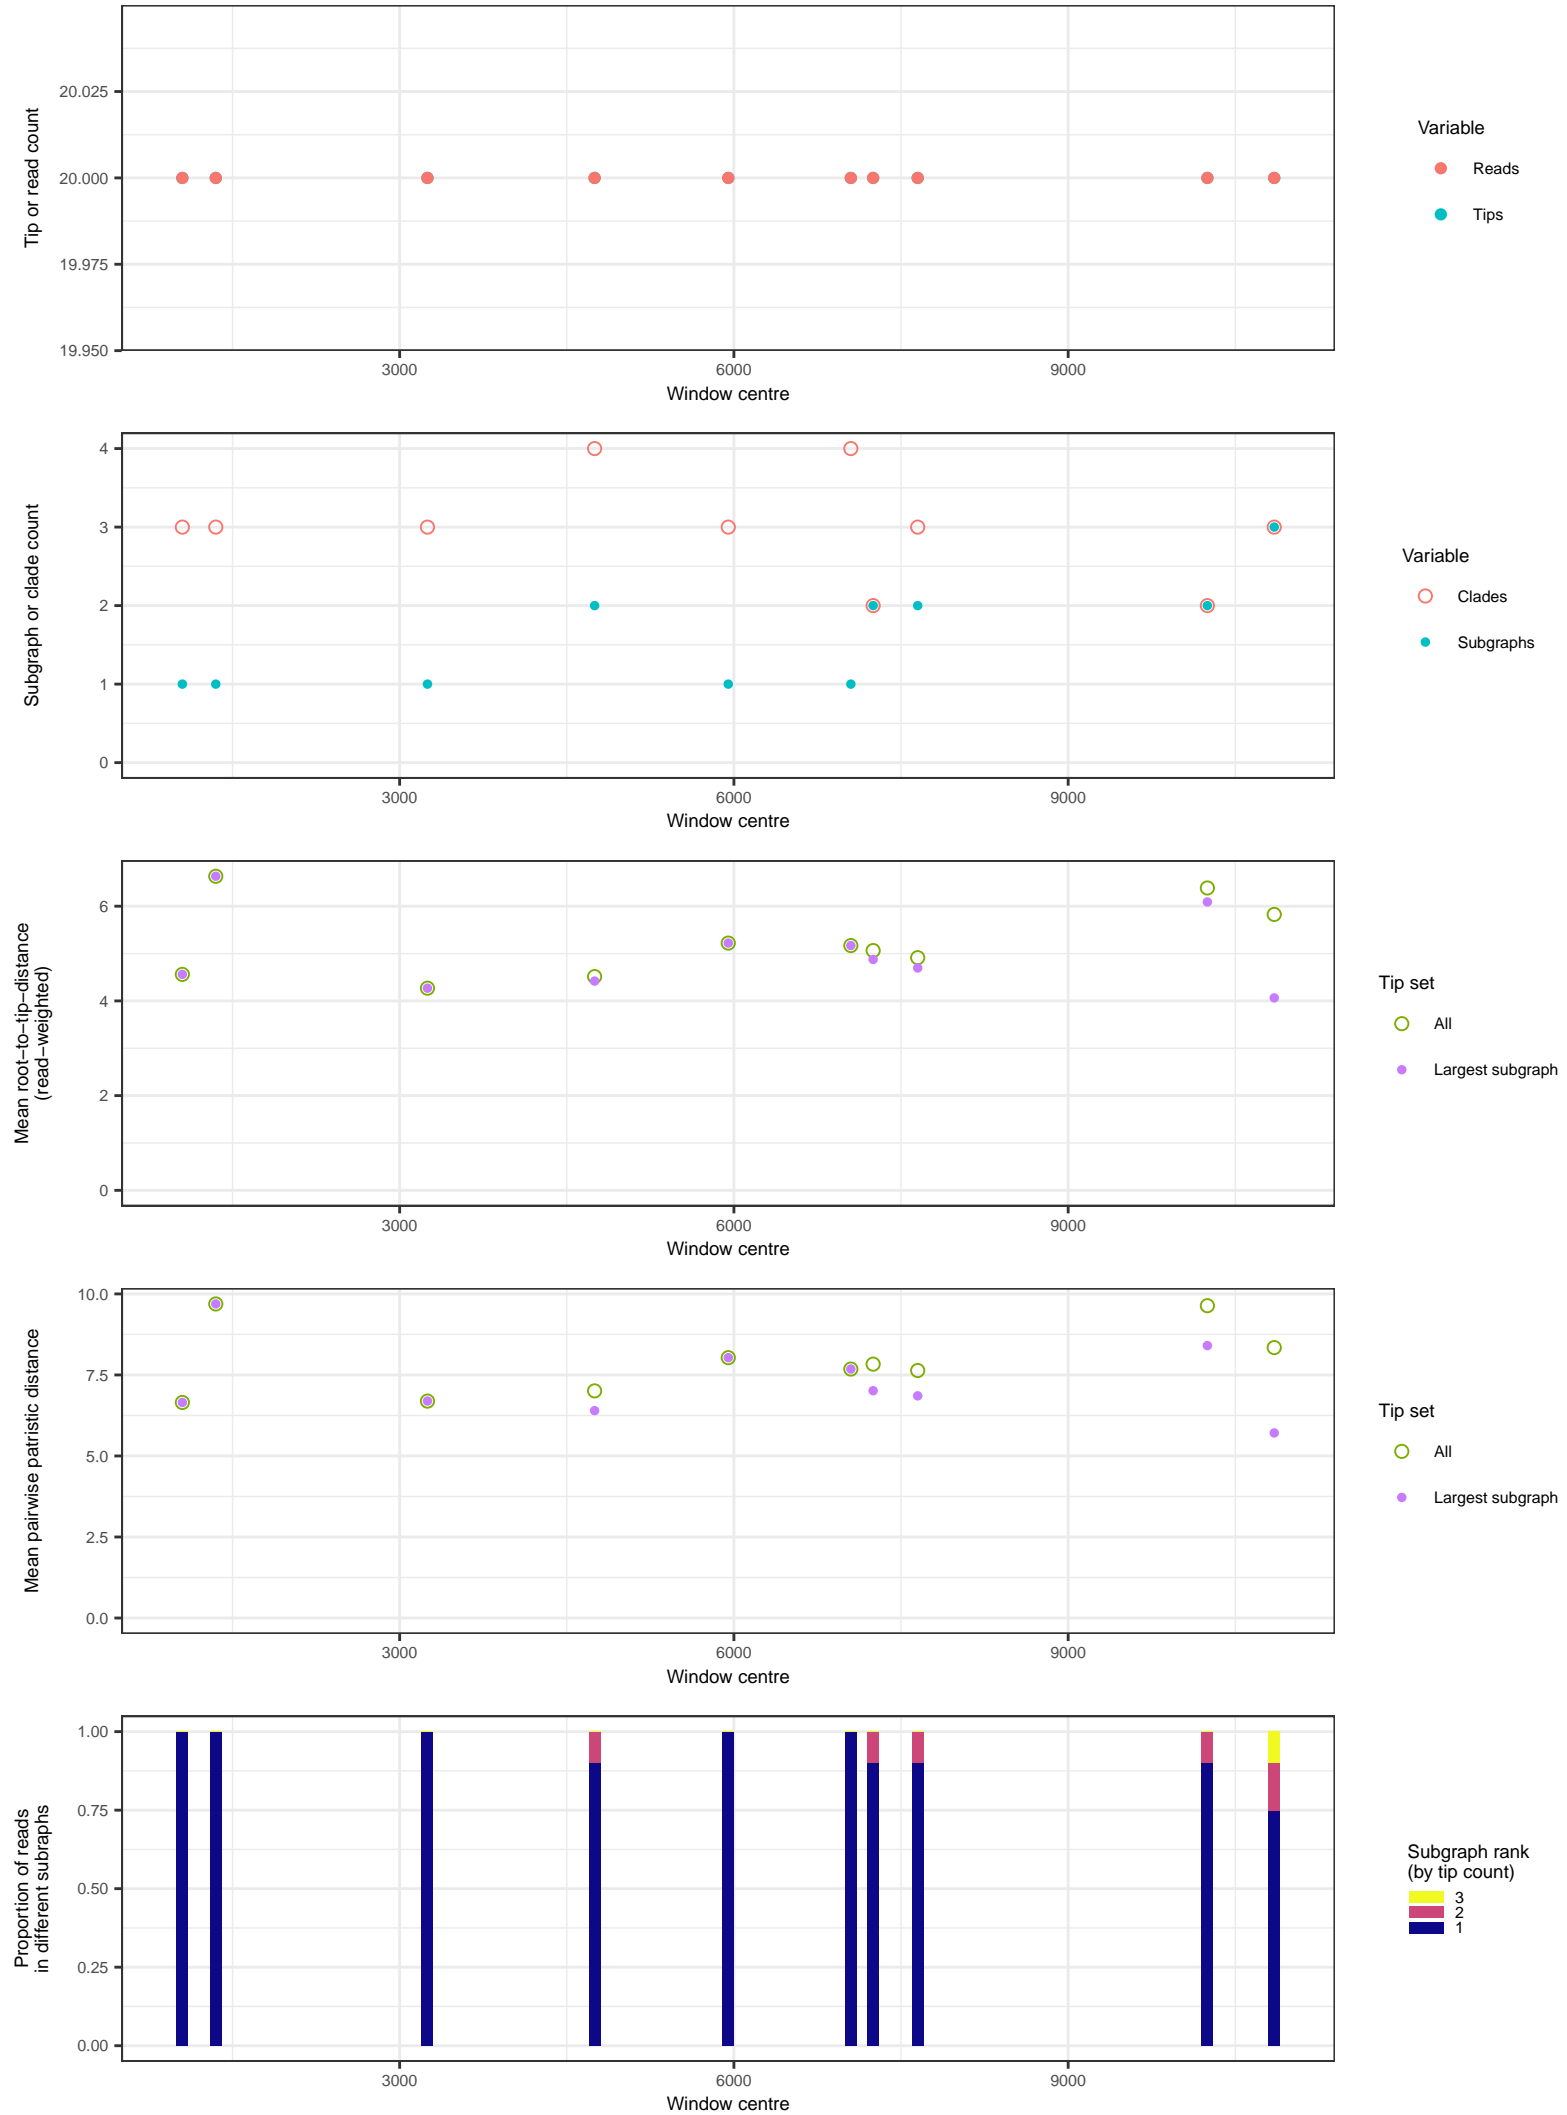 20.025
20.000
19.975
19.950
Tip or read count
3000 6000 9000
Window centre
Variable
Reads
Tips
4
3
2
1
0
Subgraph or clade count
3000 6000 9000
Window centre
Variable
Clades
Subgraphs
6
4
2
0
Mean root−to−tip−distance
(read−weighted)
3000 6000 9000
Window centre
Tip set
All
Largest subgraph
10.0
7.5
5.0
2.5
0.0
Mean pairwise patristic distance
3000 6000 9000
Window centre
Tip set
All
Largest subgraph
1.00
0.75
0.50
0.25
0.00
Proportion of reads
in different subraphs
3000 6000 9000
Window centre
Subgraph rank
(by tip count)
3
2
1